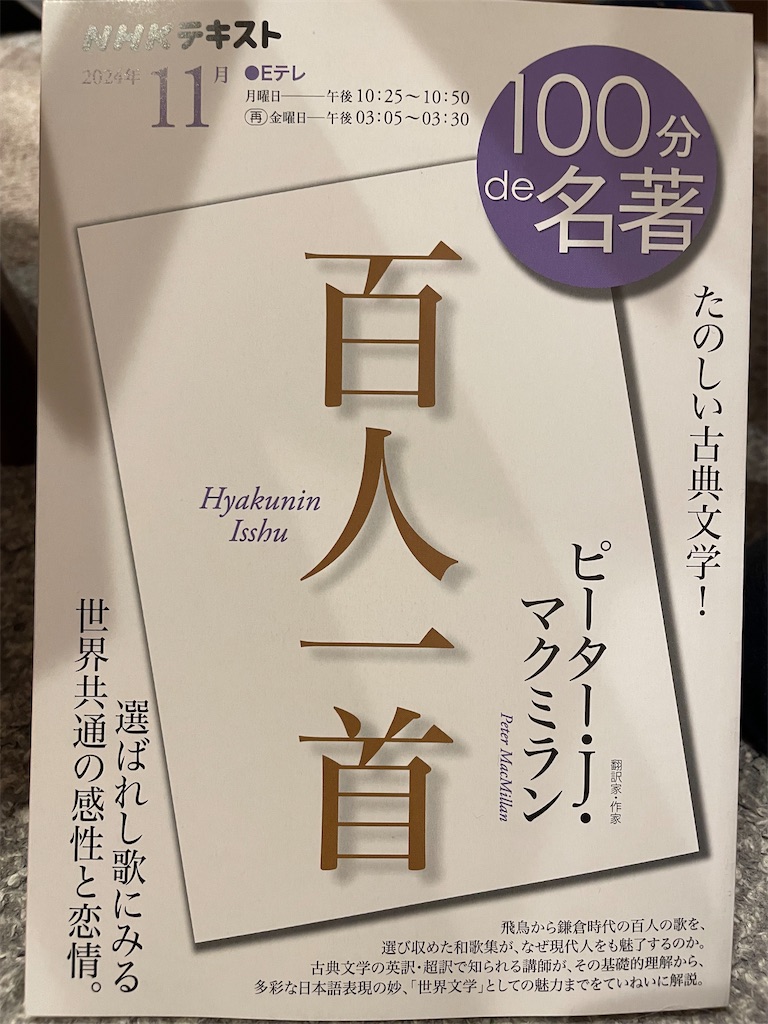 NHKテキスト
2024年 11月 ●Eテレ
月曜日——午後10:25〜10:50
再金曜日—午後03:05〜03:30
100分
de名著
たのしい古典文学！
百人一首
Hyakunin
Isshu
翻訳家・作家
ピーター・J・
マクミラン
Peter MacMillan
選ばれし歌にみる
世界共通の感性と恋情。
飛鳥から鎌倉時代の百人の歌を、
選び収めた和歌集が、なぜ現代人をも魅了するのか。
古典文学の英訳・超訳で知られる講師が、その基礎的理解から、
多彩な日本語表現の妙、「世界文学」としての魅力までをていねいに解説。